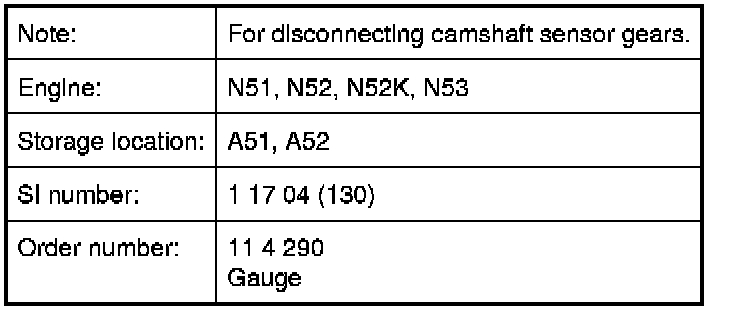 Note: For disconnecting camshaft sensor gears.
Engine: N51, N52, N52K, N53
Storage location: A51, A52
SI number: 1 17 04 (130)
Order number: 11 4 290
Gauge